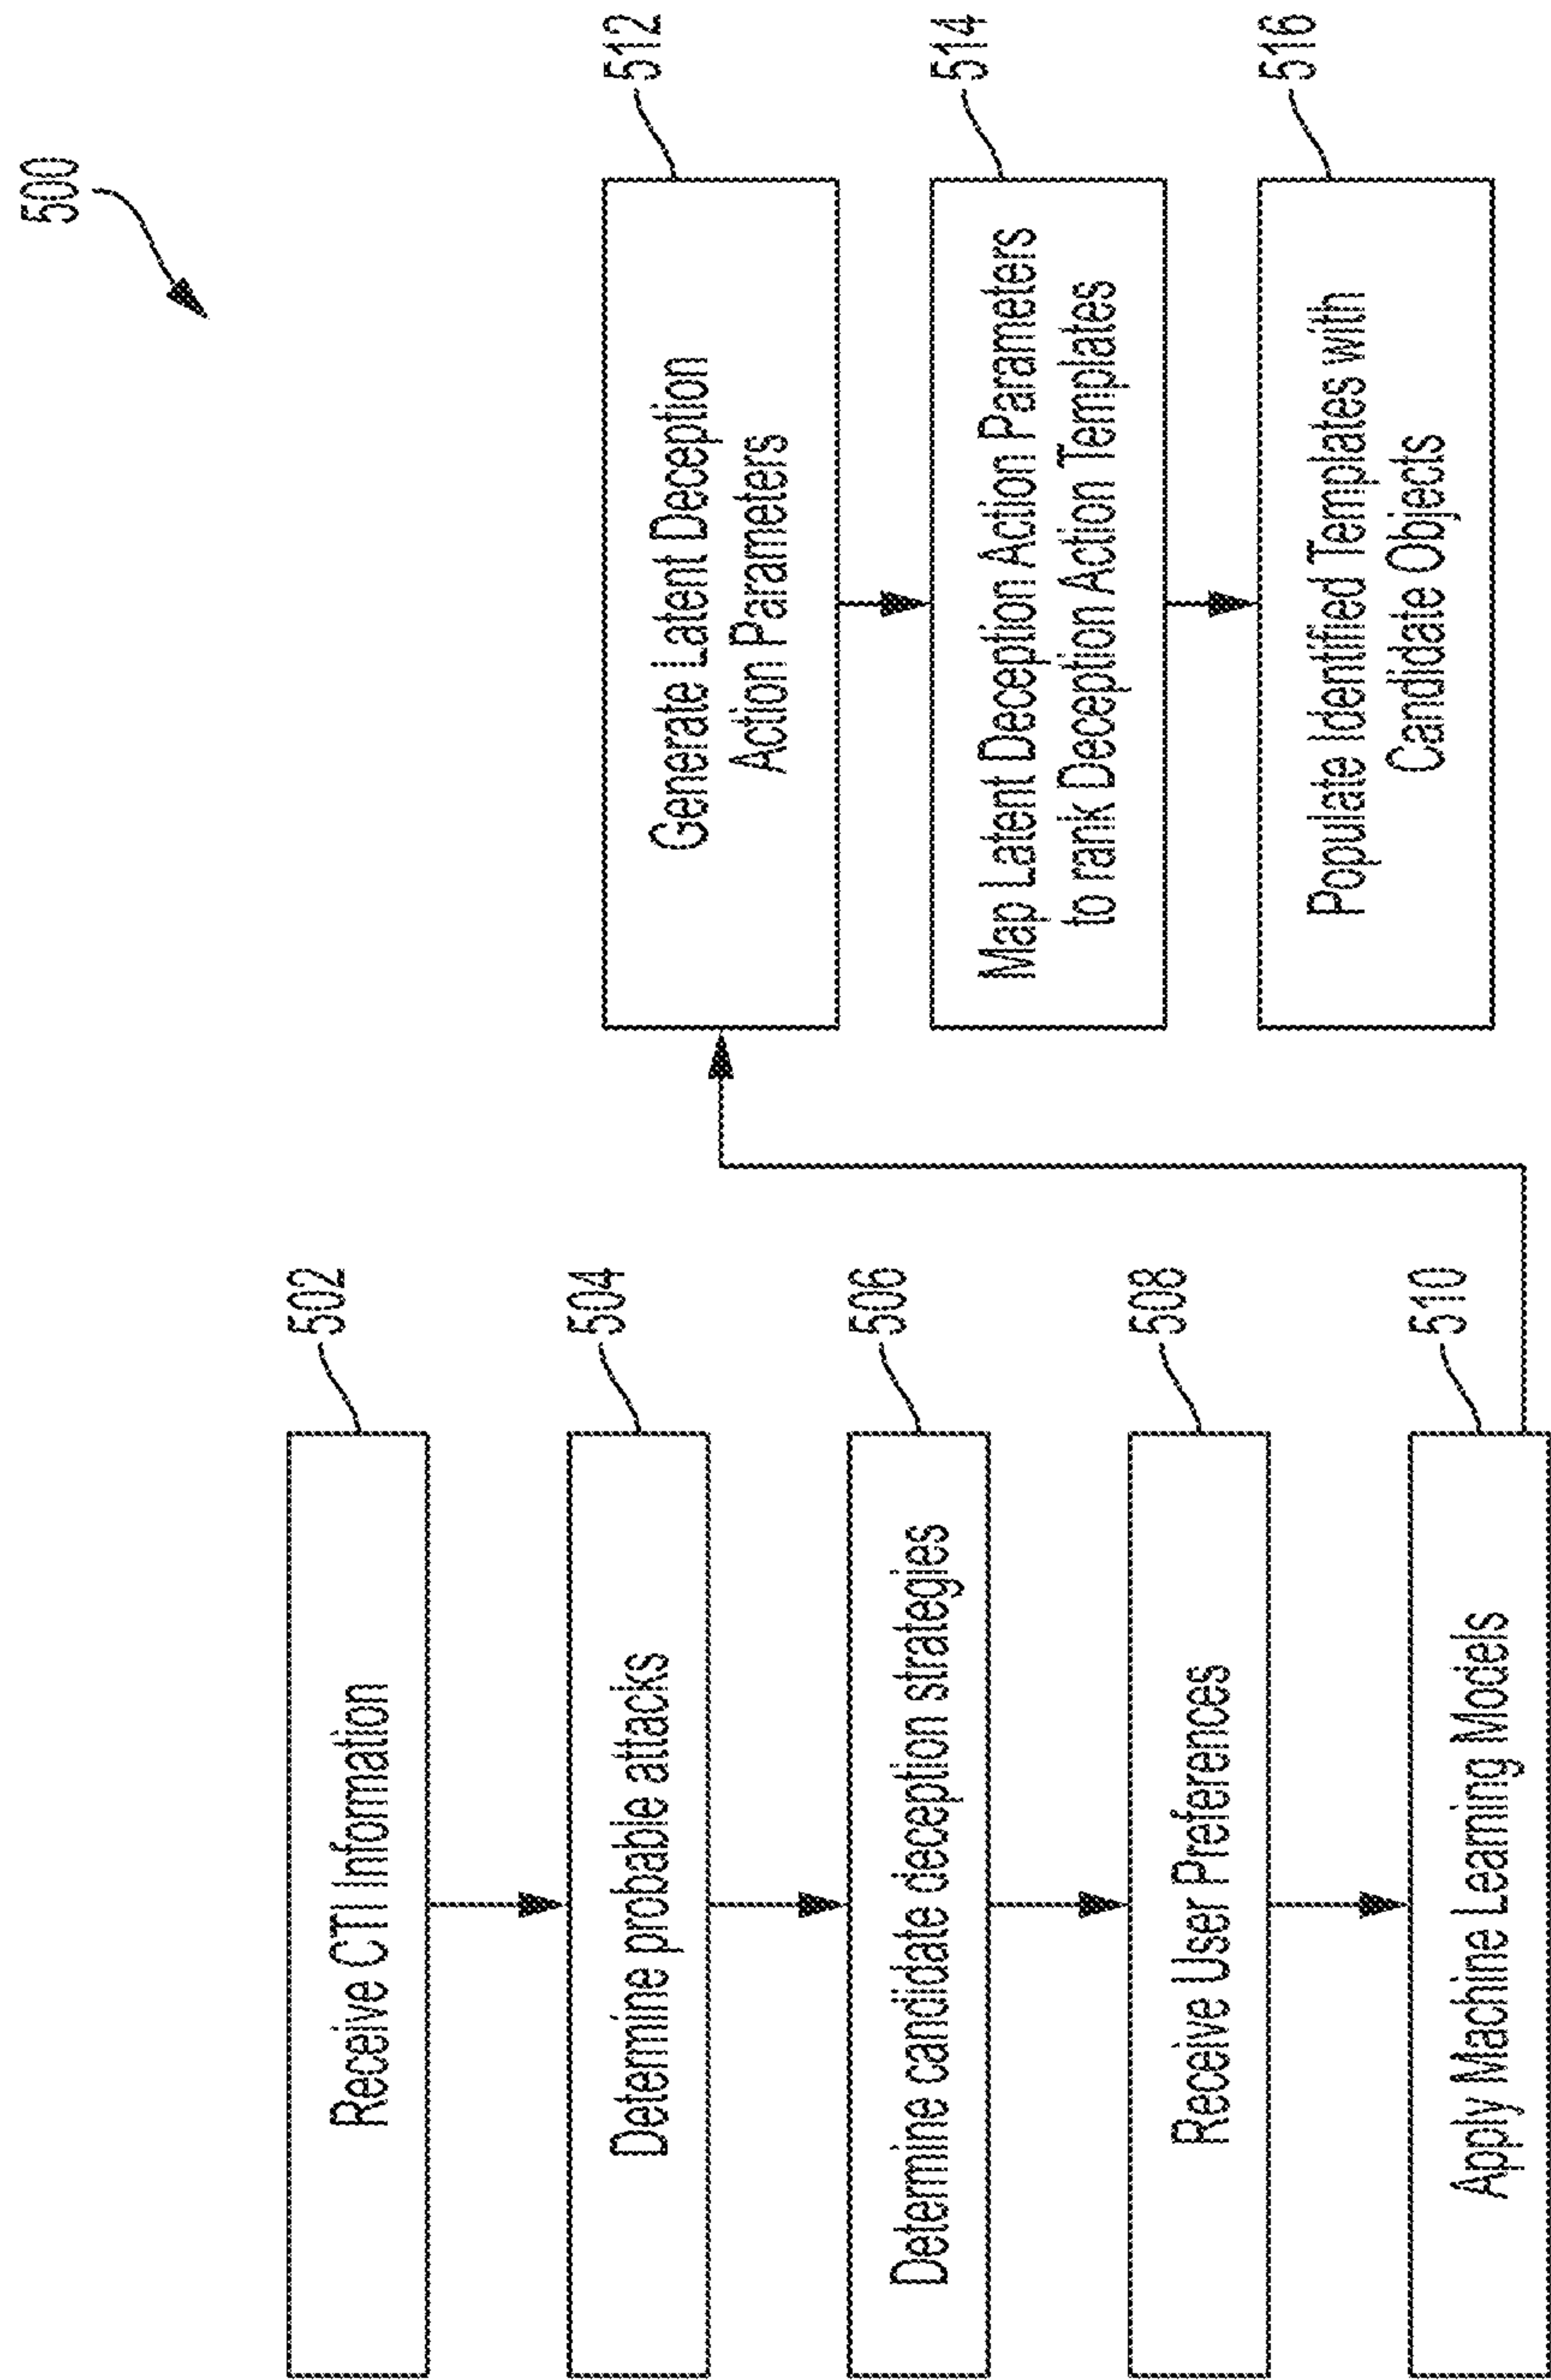 500
Receive CTI Information
502
Determine probable attacks
504
Determine candidate deception strategies
506
Receive User Preferences
508
Apply Machine Learning Models
510
Generate Latent Deception
Action Parameters
512
Map Latent Deception Action Parameters
to rank Deception Action Templates
514
Populate Identified Templates with
Candidate Objects
516